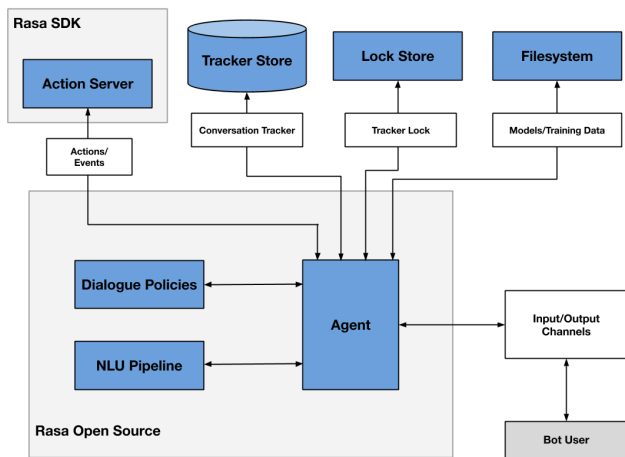 Rasa SDK
Action Server
Tracker Store
Lock Store
Filesystem
Actions/
Events
Conversation Tracker
Tracker Lock
Models/Training Data
Dialogue Policies
Agent
NLU Pipeline
Input/Output
Channels
Rasa Open Source
Bot User